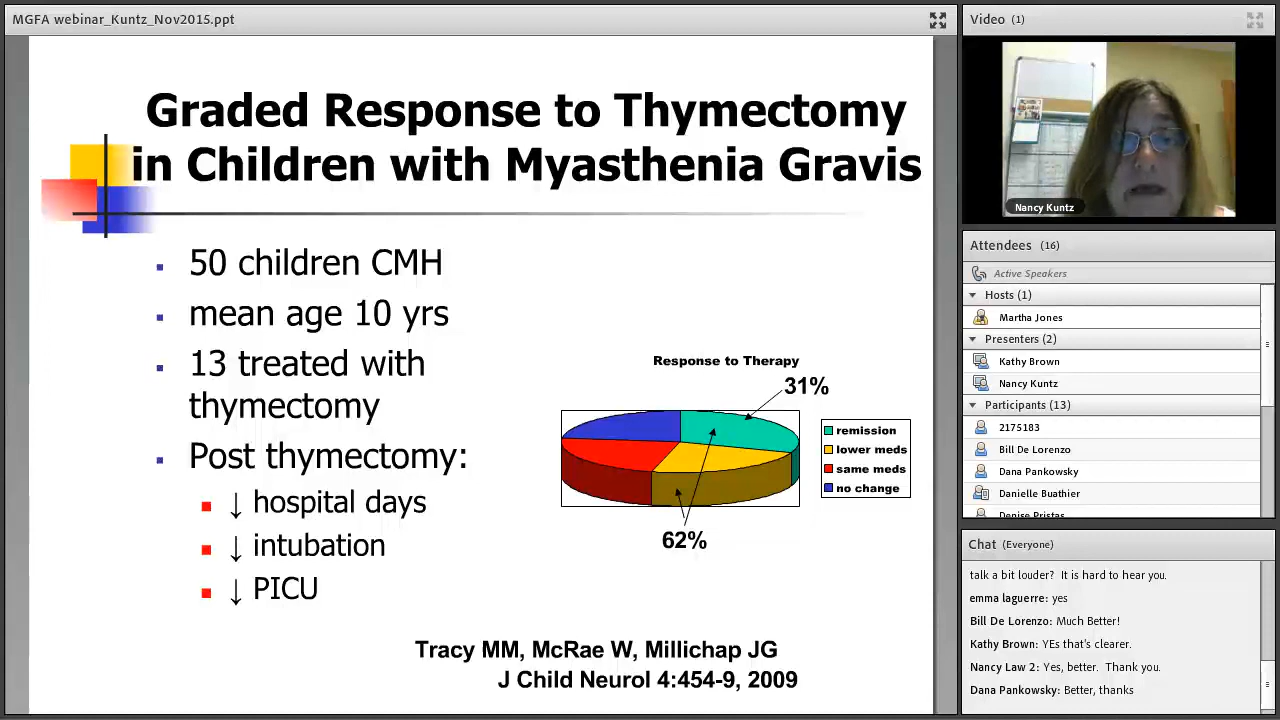 MGFA webinar_Kuntz_Nov2015.ppt
Graded Response to Thymectomy
in Children with Myasthenia Gravis
▪ 50 children CMH
▪ mean age 10 yrs
▪ 13 treated with
thymectomy
▪ Post thymectomy:
▪ ↓ hospital days
▪ ↓ intubation
▪ ↓ PICU
Response to Therapy
31%
remission
lower meds
same meds
no change
62%
Tracy MM, McRae W, Millichap JG
J Child Neurol 4:454-9, 2009
Video (1)
Nancy Kuntz
Attendees (16)
Active Speakers
Hosts (1)
Martha Jones
Presenters (2)
Kathy Brown
Nancy Kuntz
Participants (13)
2175183
Bill De Lorenzo
Dana Pankowsky
Danielle Buathier
Denise Pristas
Chat (Everyone)
talk a bit louder? It is hard to hear you.
emma laguerre: yes
Bill De Lorenzo: Much Better!
Kathy Brown: YEs that's clearer.
Nancy Law 2: Yes, better. Thank you.
Dana Pankowsky: Better, thanks